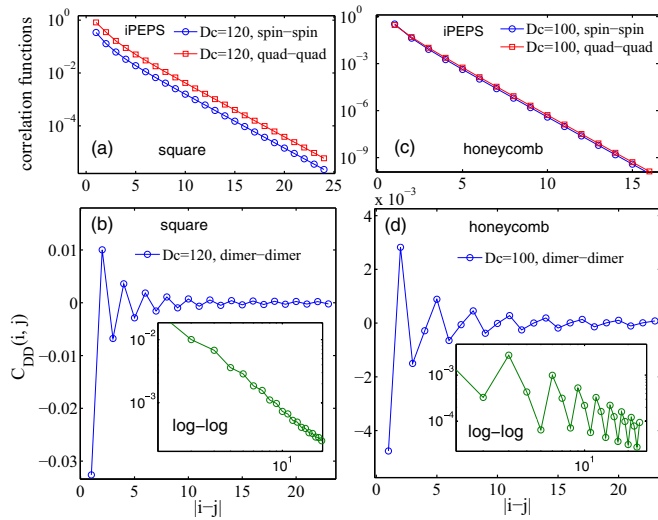 10^0
10^-2
10^-4
correlation functions
iPEPS
Dc=120, spin-spin
Dc=120, quad-quad
(a)
square
0 5 10 15 20 25
10^0
10^-3
10^-6
10^-9
iPEPS
Dc=100, spin-spin
Dc=100, quad-quad
(c)
honeycomb
5 10 15
x 10^-3
(b)
square
Dc=120, dimer-dimer
0.01
0
-0.01
-0.02
-0.03
C_DD(i, j)
10^-2
10^-3
log-log
10^1
0 5 10 15 20
|i-j|
(d)
honeycomb
Dc=100, dimer-dimer
4
2
0
-2
-4
10^-3
10^-4
log-log
10^1
0 5 10 15 20
|i-j|